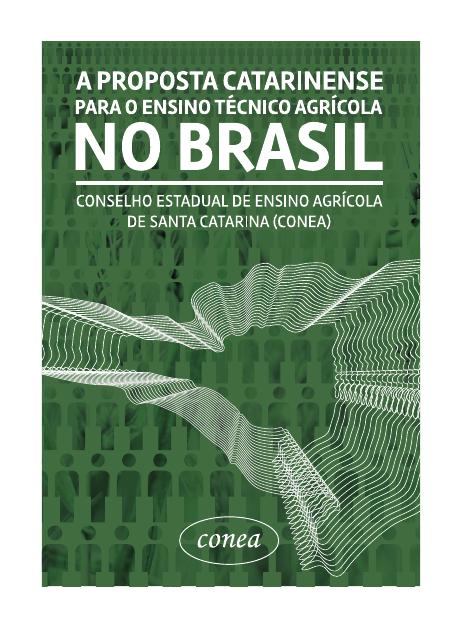 A PROPOSTA CATARINENSE
PARA O ENSINO TÉCNICO AGRÍCOLA
NO BRASIL
CONSELHO ESTADUAL DE ENSINO AGRÍCOLA
DE SANTA CATARINA (CONEA)
conea